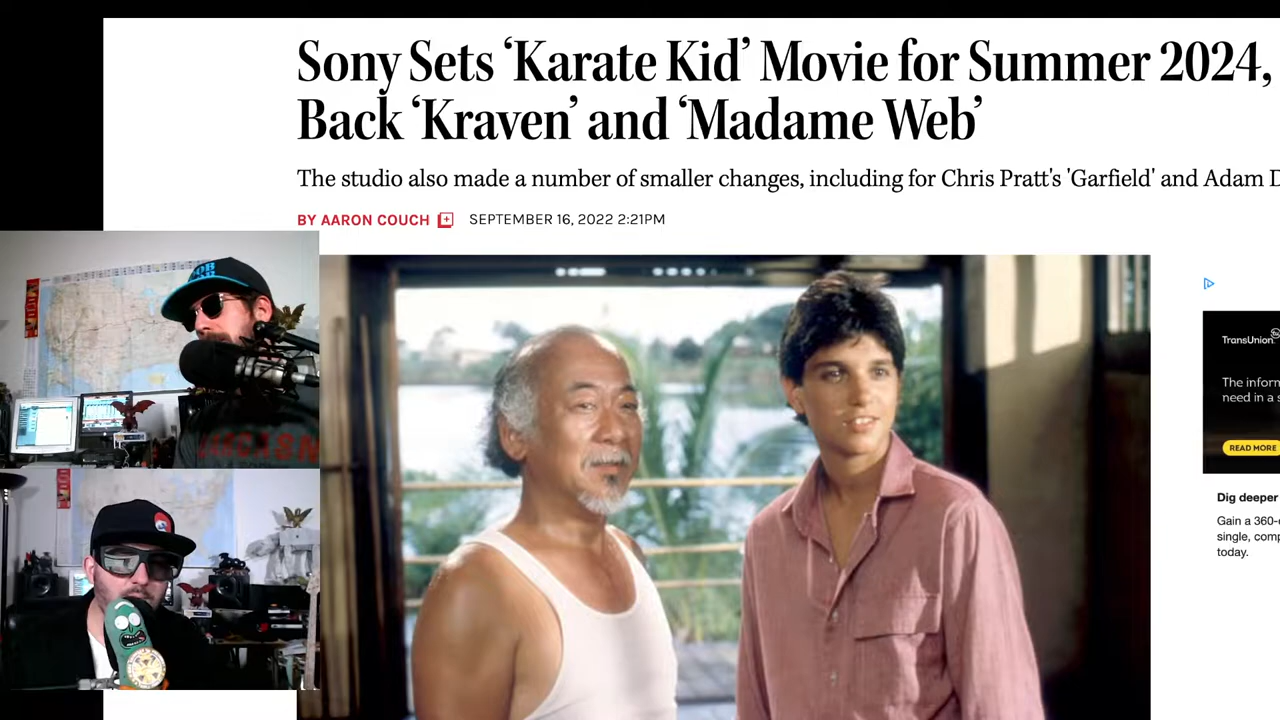 Sony Sets ‘Karate Kid’ Movie for Summer 2024,
Back ‘Kraven’ and ‘Madame Web’
The studio also made a number of smaller changes, including for Chris Pratt's 'Garfield' and Adam D
BY AARON COUCH
SEPTEMBER 16, 2022 2:21PM
TransUnion
The inform
need in a s
READ MORE
Dig deeper
Gain a 360-
single, comp
today.